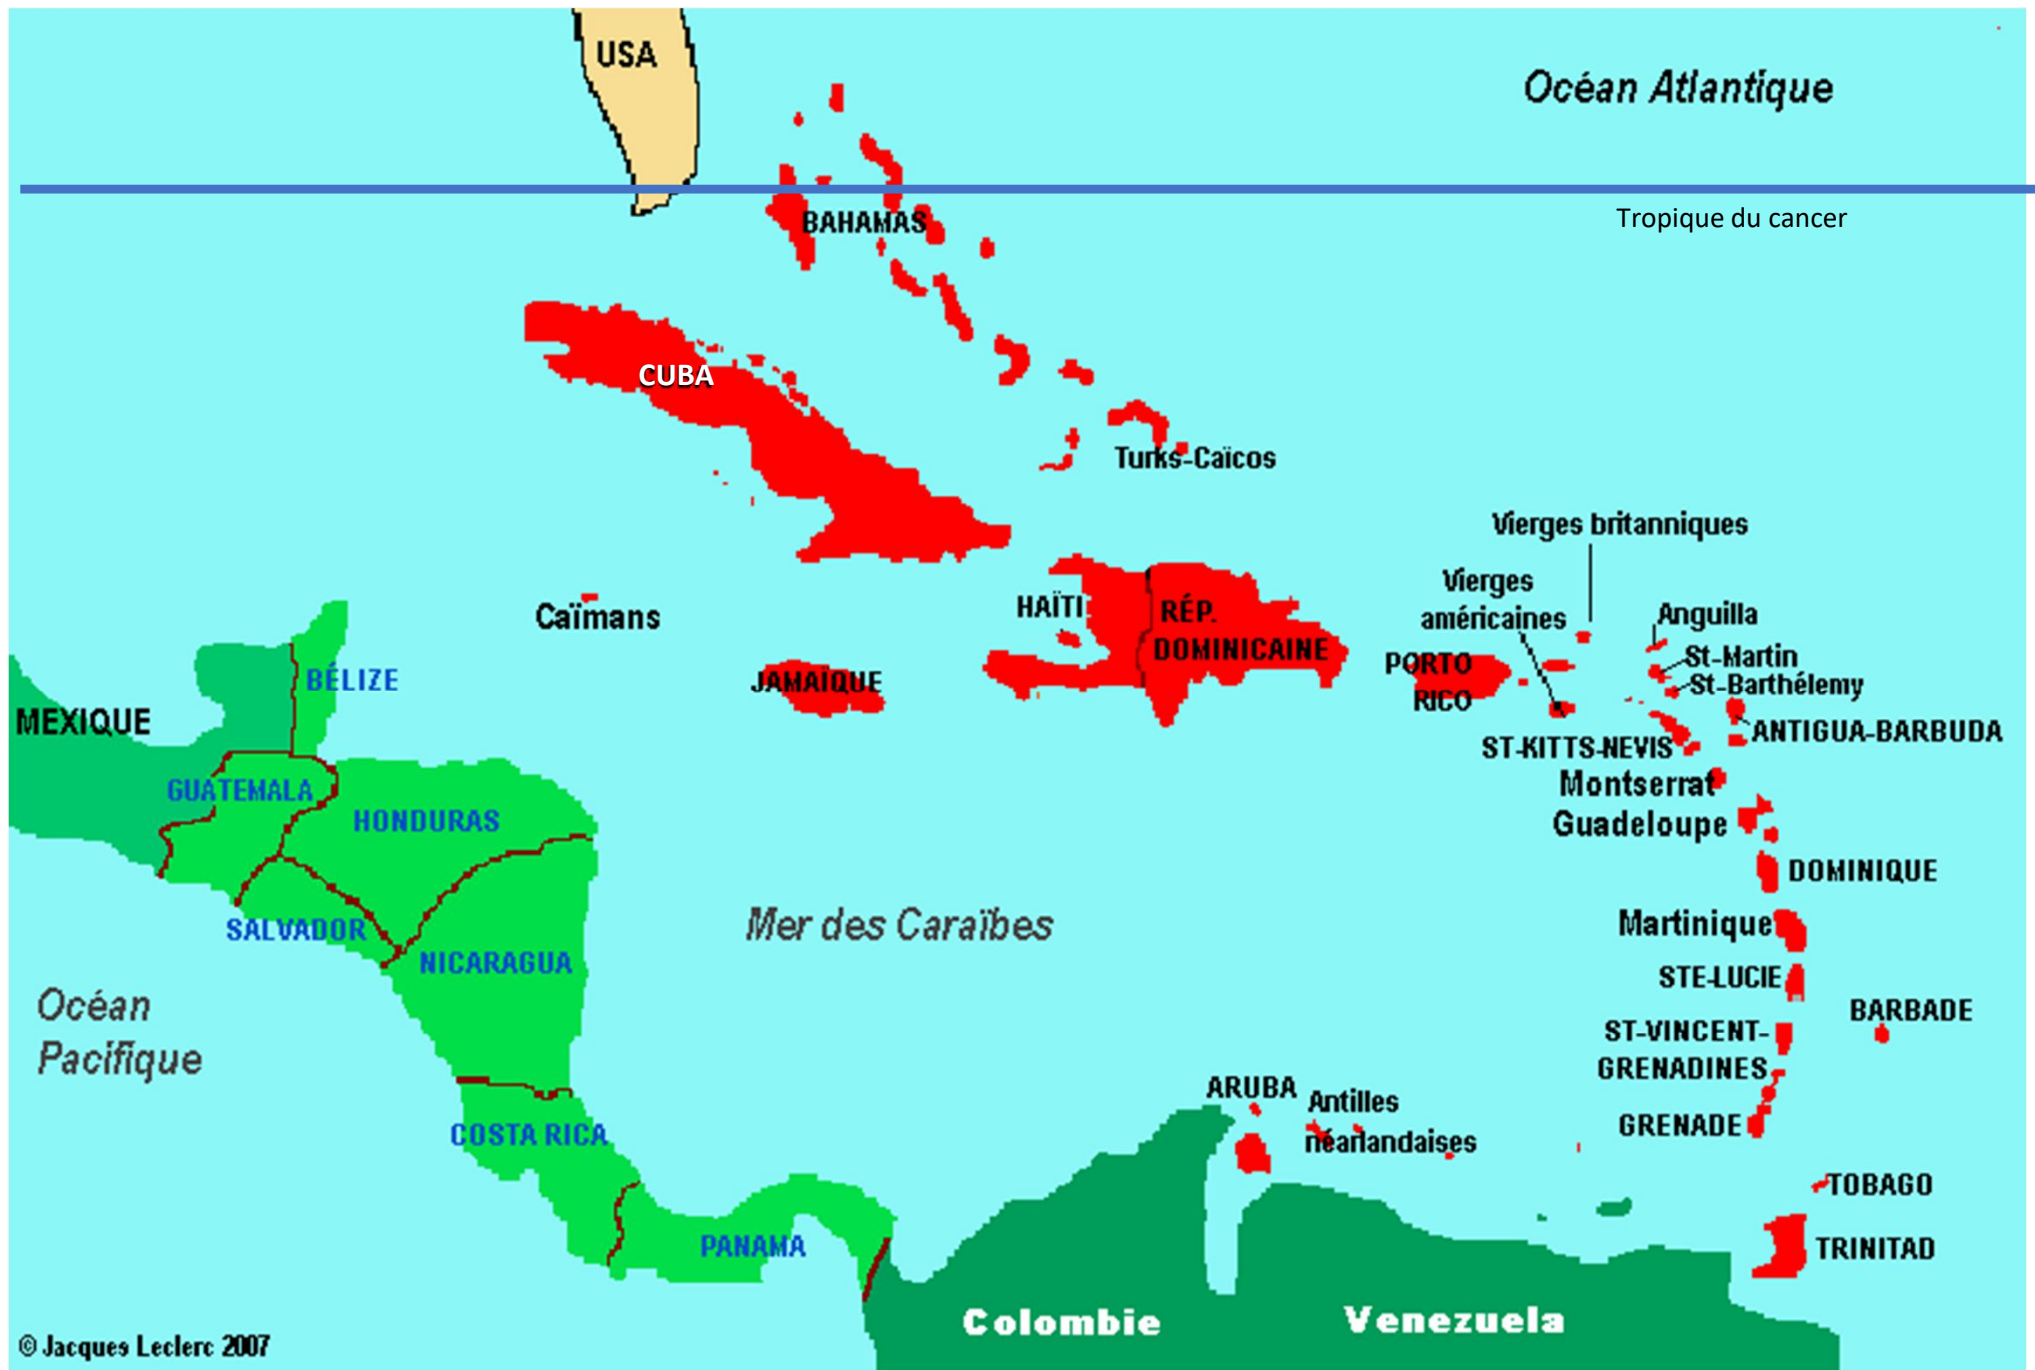 USA
Océan Atlantique
Tropique du cancer
BAHAMAS
CUBA
Turks-Caïcos
Vierges britanniques
Vierges
américaines
Anguilla
HAÏTI
RÉP.
DOMINICAINE
Caïmans
St-Martin
PORTO
RICO
St-Barthélemy
JAMAÏQUE
BÉLIZE
MEXIQUE
ANTIGUA-BARBUDA
ST-KITTS-NEVIS
Montserrat
GUATEMALA
HONDURAS
Guadeloupe
DOMINIQUE
Martinique
Mer des Caraïbes
SALVADOR
NICARAGUA
STE-LUCIE
Océan
Pacifique
BARBADE
ST-VINCENT-
GRENADINES
ARUBA
Antilles
néarlandaises
GRENADE
COSTA RICA
TOBAGO
PANAMA
TRINITAD
Colombie
Venezuela
© Jacques Leclerc 2007